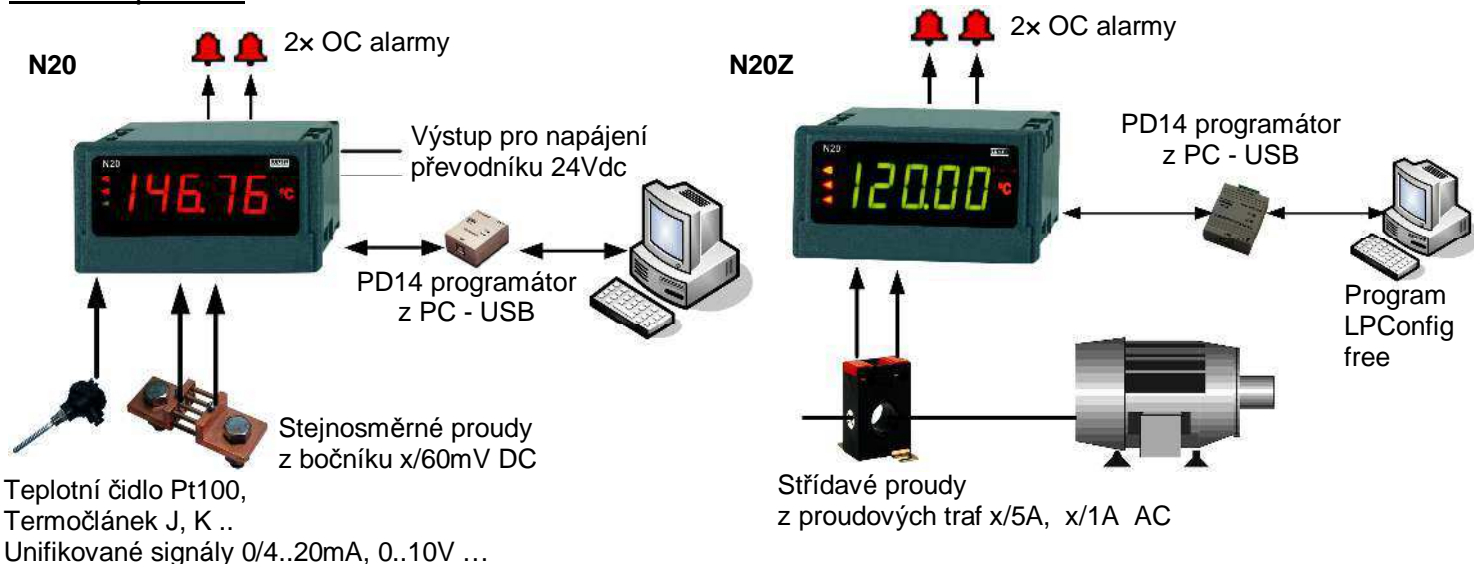 N20
2× OC alarmy
N20
146.76 °C
Výstup pro napájení
převodníku 24Vdc
PD14 programátor
z PC - USB
Stejnosměrné proudy
z bočníku x/60mV DC
Teplotní čidlo Pt100,
Termočlánek J, K ..
Unifikované signály 0/4..20mA, 0..10V …
N20Z
2× OC alarmy
N20
120.00 °C
PD14 programátor
z PC - USB
Program
LPConfig
free
Střídavé proudy
z proudových traf x/5A, x/1A AC